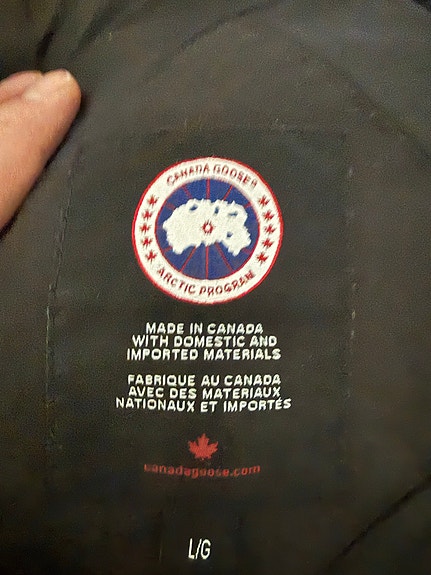 CANADA GOOSE®
ARCTIC PROGRAM
MADE IN CANADA
WITH DOMESTIC AND
IMPORTED MATERIALS
FABRIQUE AU CANADA
AVEC DES MATERIAUX
NATIONAUX ET IMPORTÉS
canadagoose.com
L/G